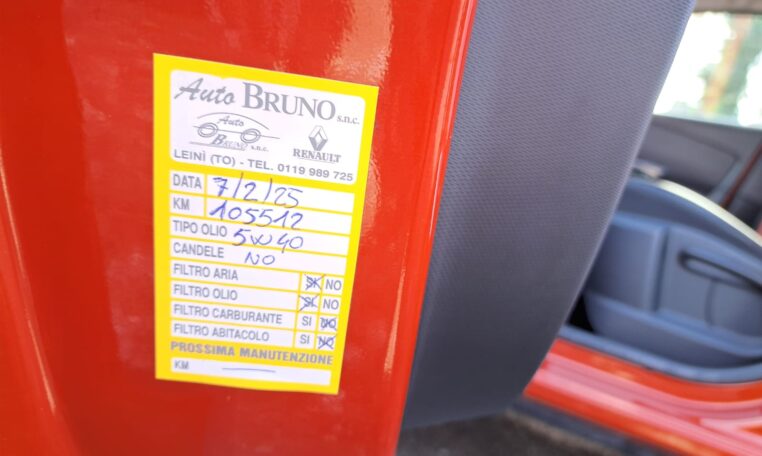 Auto BRUNO s.n.c.
Auto
BRUNO s.n.c.
RENAULT
LEINÌ (TO) - TEL. 0119 989 725
DATA 7/2/25
KM 105512
TIPO OLIO 5W40
CANDELE NO
FILTRO ARIA SI NO
FILTRO OLIO SI NO
FILTRO CARBURANTE SI NO
FILTRO ABITACOLO SI NO
PROSSIMA MANUTENZIONE
KM —